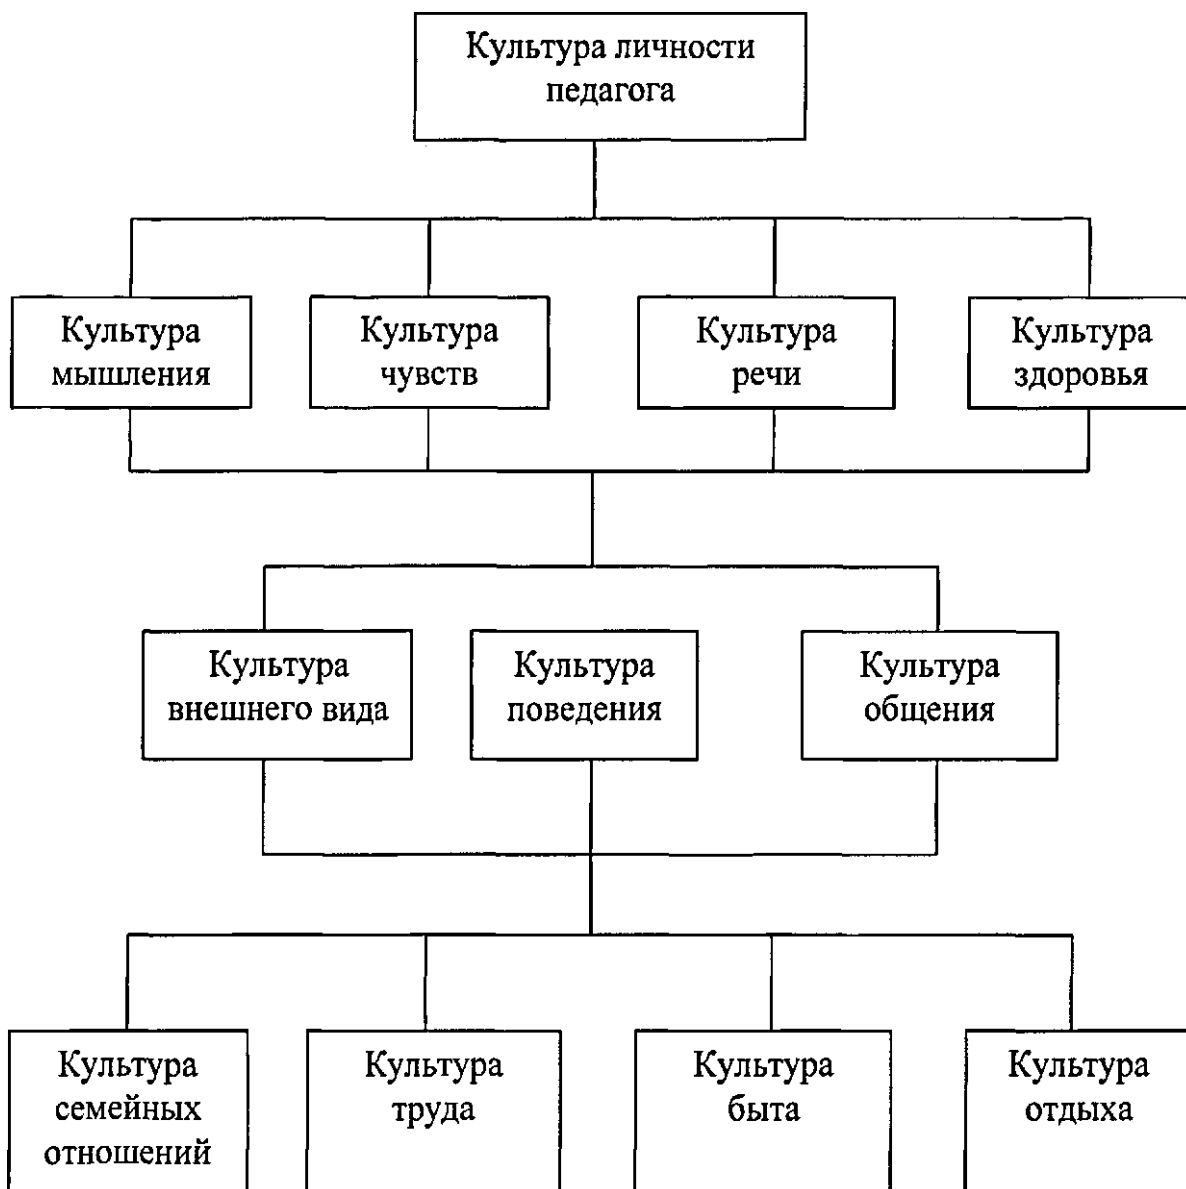 Культура личности
педагога
Культура
мышления
Культура
чувств
Культура
речи
Культура
здоровья
Культура
внешнего вида
Культура
поведения
Культура
общения
Культура
семейных
отношений
Культура
труда
Культура
быта
Культура
отдыха